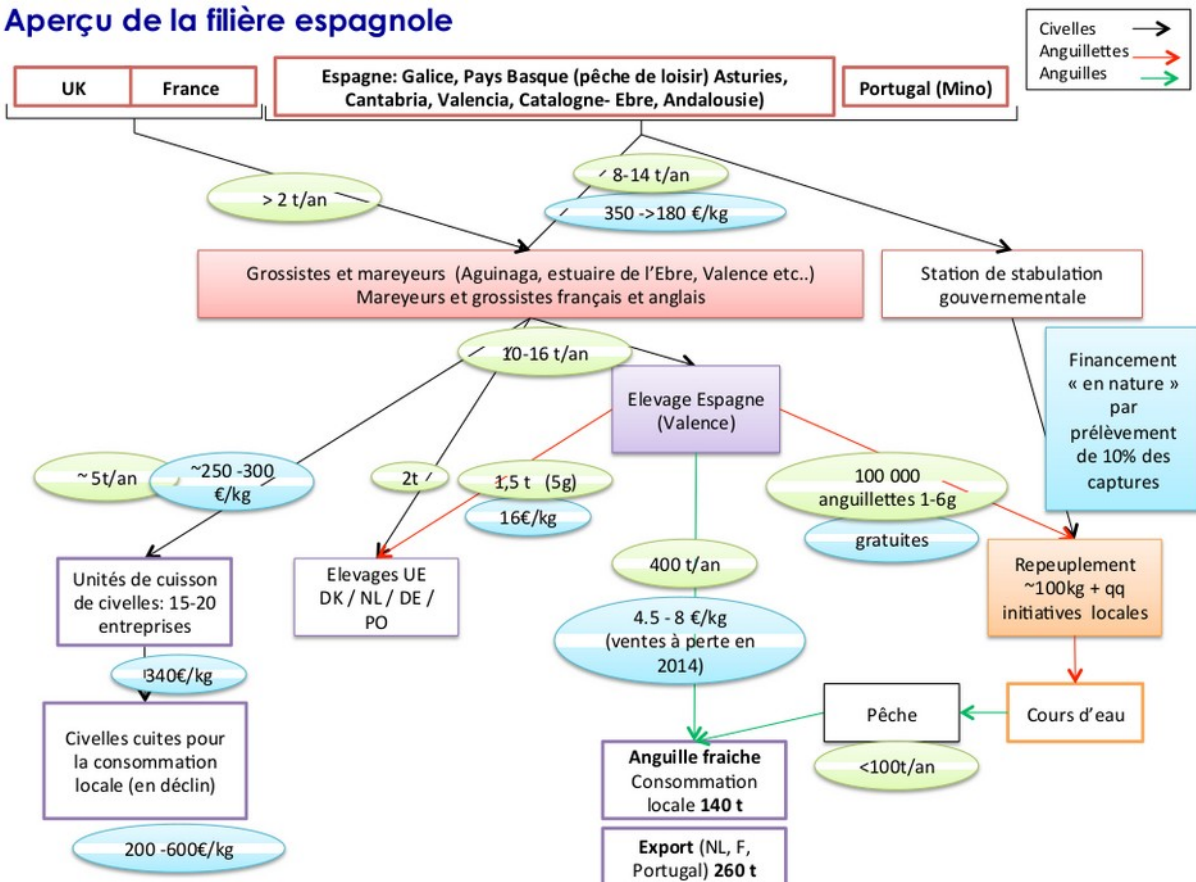 Aperçu de la filière espagnole
Civelles
Anguillettes
Anguilles
UK
France
Espagne: Galice, Pays Basque (pêche de loisir) Asturies,
Cantabria, Valencia, Catalogne- Ebre, Andalousie)
Portugal (Mino)
> 2 t/an
8-14 t/an
350 ->180 €/kg
Grossistes et mareyeurs (Aguinaga, estuaire de l'Ebre, Valence etc..)
Mareyeurs et grossistes français et anglais
Station de stabulation
gouvernementale
10-16 t/an
Elevage Espagne
(Valence)
Financement
« en nature »
par
prélèvement
de 10% des
captures
~ 5t/an
~250 -300
€/kg
2t
1,5 t (5g)
16€/kg
100 000
anguillettes 1-6g
gratuites
400 t/an
4.5 - 8 €/kg
(ventes à perte en
2014)
Unités de cuisson
de civelles: 15-20
entreprises
Elevages UE
DK / NL / DE /
PO
Repeuplement
~100kg + qq
initiatives locales
340€/kg
Civelles cuites pour
la consommation
locale (en déclin)
200 -600€/kg
Pêche
<100t/an
Cours d'eau
Anguille fraiche
Consommation
locale 140 t
Export (NL, F,
Portugal) 260 t